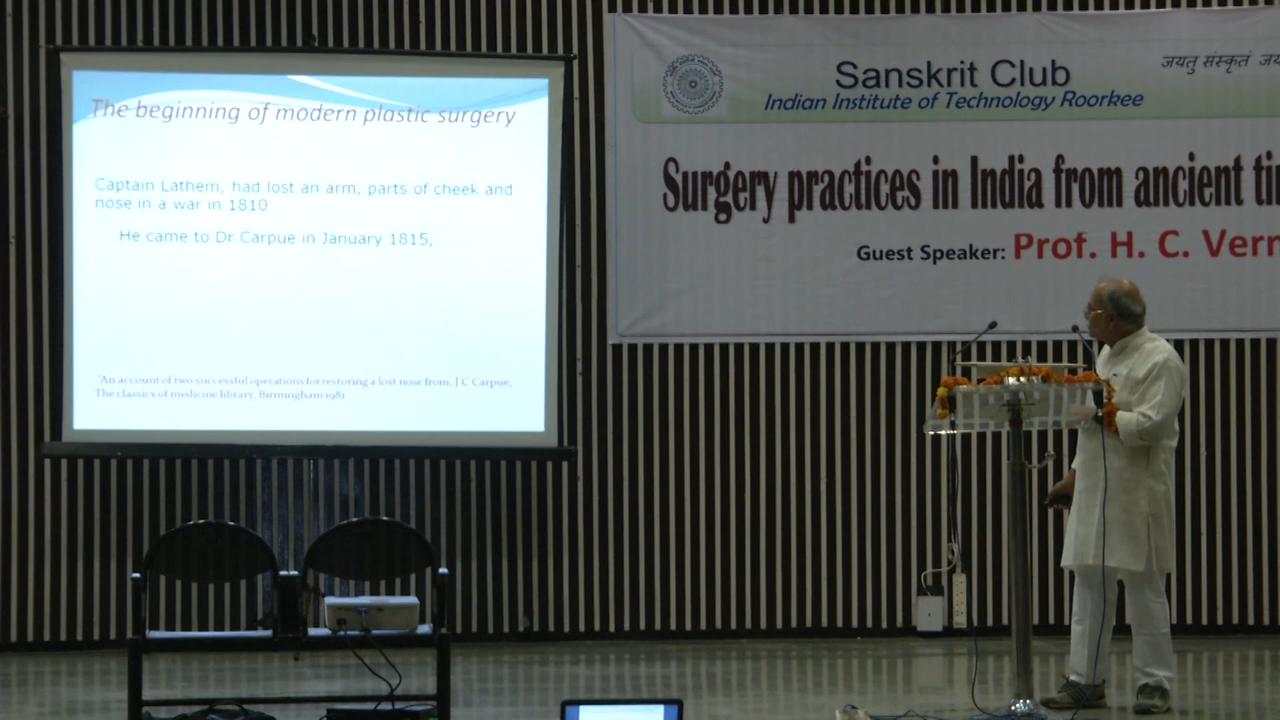 The beginning of modern plastic surgery
Captain Lathem, had lost an arm, parts of cheek and
nose in a war in 1810
He came to Dr Carpue in January 1815,
"An account of two successful operations for restoring a lost nose from, J C Carpue,
The classics of medicine library, Birmingham 1981
Sanskrit Club
जयतु संस्कृतं जय
Indian Institute of Technology Roorkee
Surgery practices in India from ancient ti
Guest Speaker: Prof. H. C. Ver